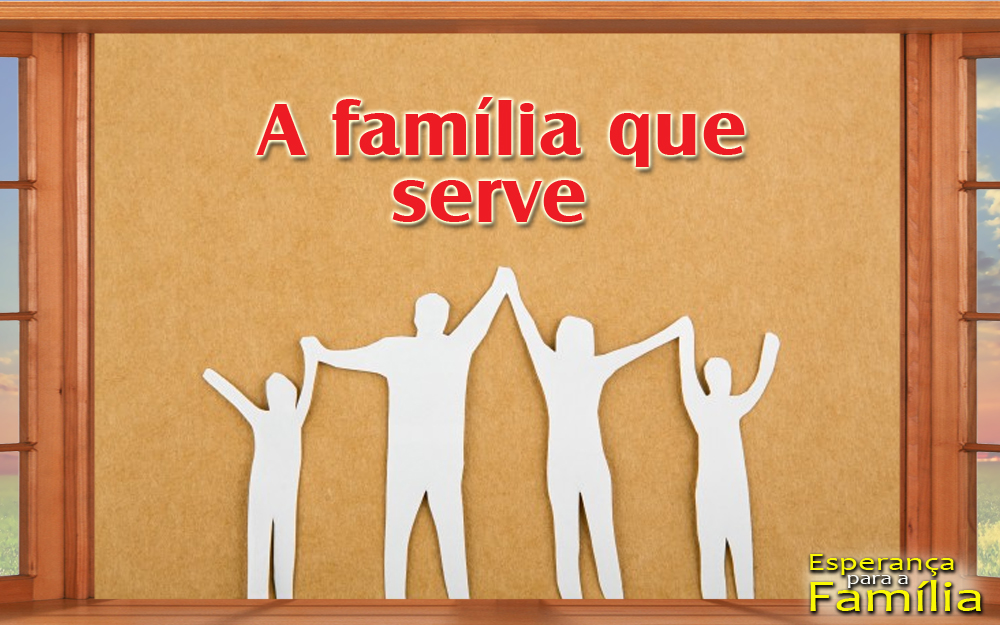 A família que
serve
Esperança
para a
Família